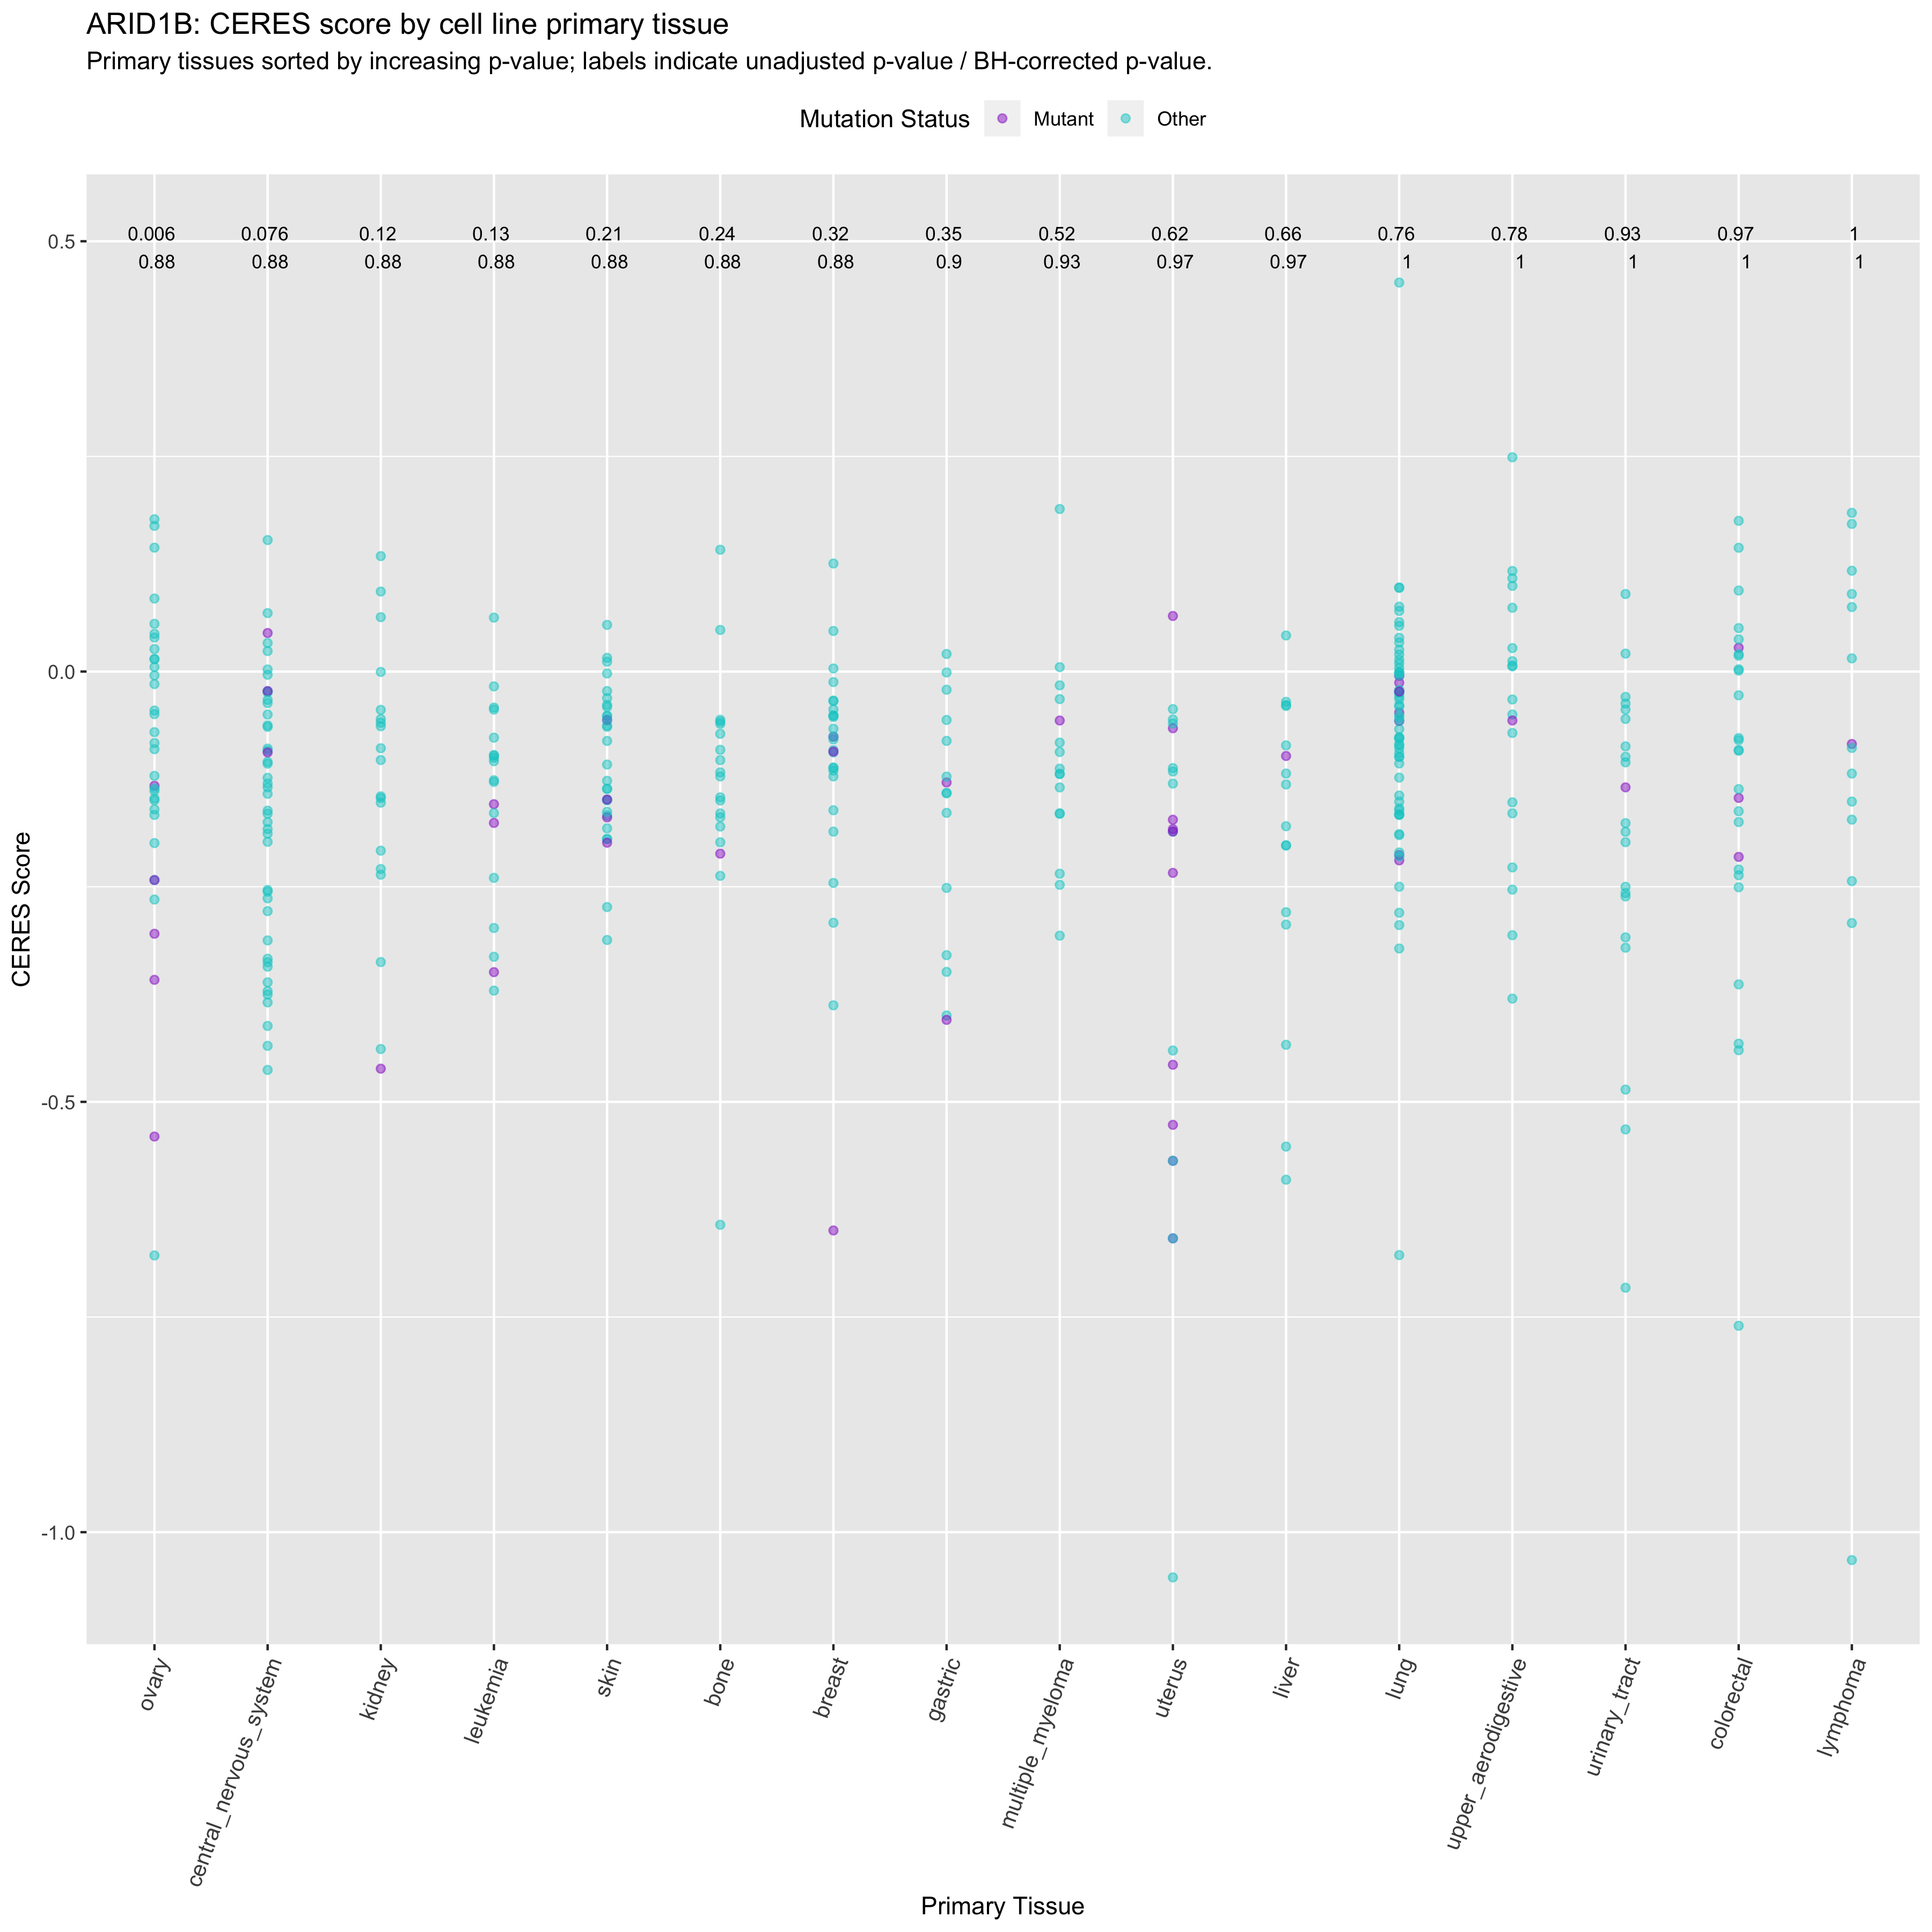 ARID1B: CERES score by cell line primary tissue
Primary tissues sorted by increasing p-value; labels indicate unadjusted p-value / BH-corrected p-value.
Mutation Status Mutant Other
0.006 0.076 0.12 0.13 0.21 0.24 0.32 0.35 0.52 0.62 0.66 0.76 0.78 0.93 0.97 1
0.5
0.88 0.88 0.88 0.88 0.88 0.88 0.88 0.9 0.93 0.97 0.97 1 1 1 1 1
0.0
-0.5
-1.0
CERES Score
ovary
central_nervous_system
kidney
leukemia
skin
bone
breast
gastric
multiple_myeloma
uterus
liver
lung
upper_aerodigestive
urinary_tract
colorectal
lymphoma
Primary Tissue